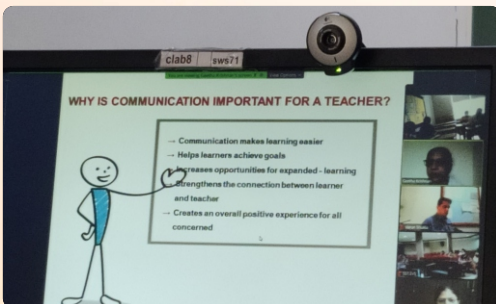 clab8 sws71
WHY IS COMMUNICATION IMPORTANT FOR A TEACHER?
→ Communication makes learning easier
→ Helps learners achieve goals
→ Increases opportunities for expanded - learning
→ Strengthens the connection between learner
and teacher
→ Creates an overall positive experience for all
concerned